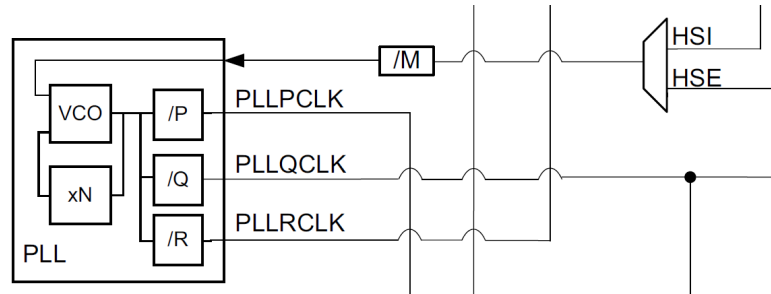 HSI
/M
HSE
VCO
/P
PLLPCLK
xN
/Q
PLLQCLK
/R
PLLRCLK
PLL